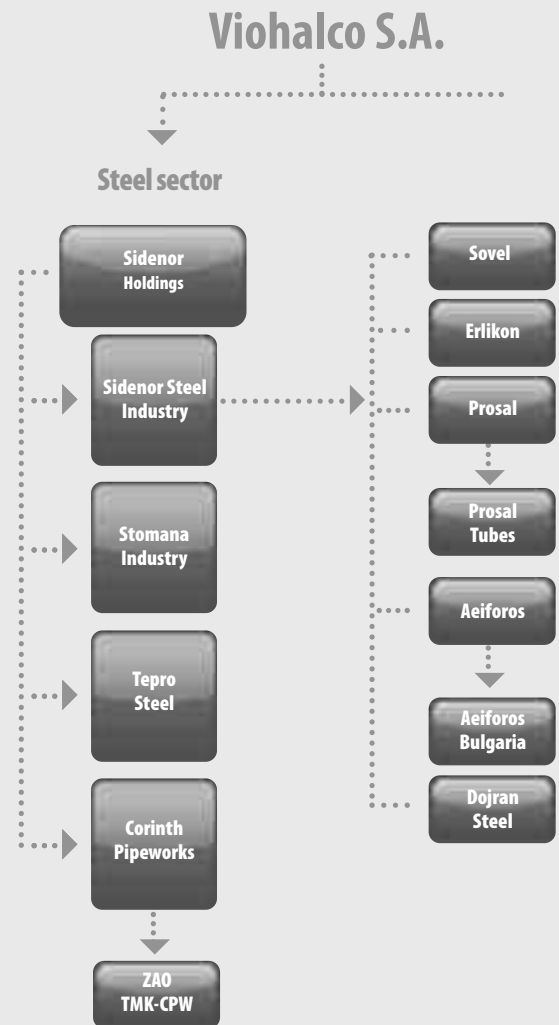 Viohalco S.A.
Steel sector
Sidenor
Holdings
Sidenor Steel
Industry
Stomana
Industry
Tepro
Steel
Corinth
Pipeworks
ZAO
TMK-CPW
Sovel
Erlikon
Prosal
Prosal
Tubes
Aeiforos
Aeiforos
Bulgaria
Dojran
Steel